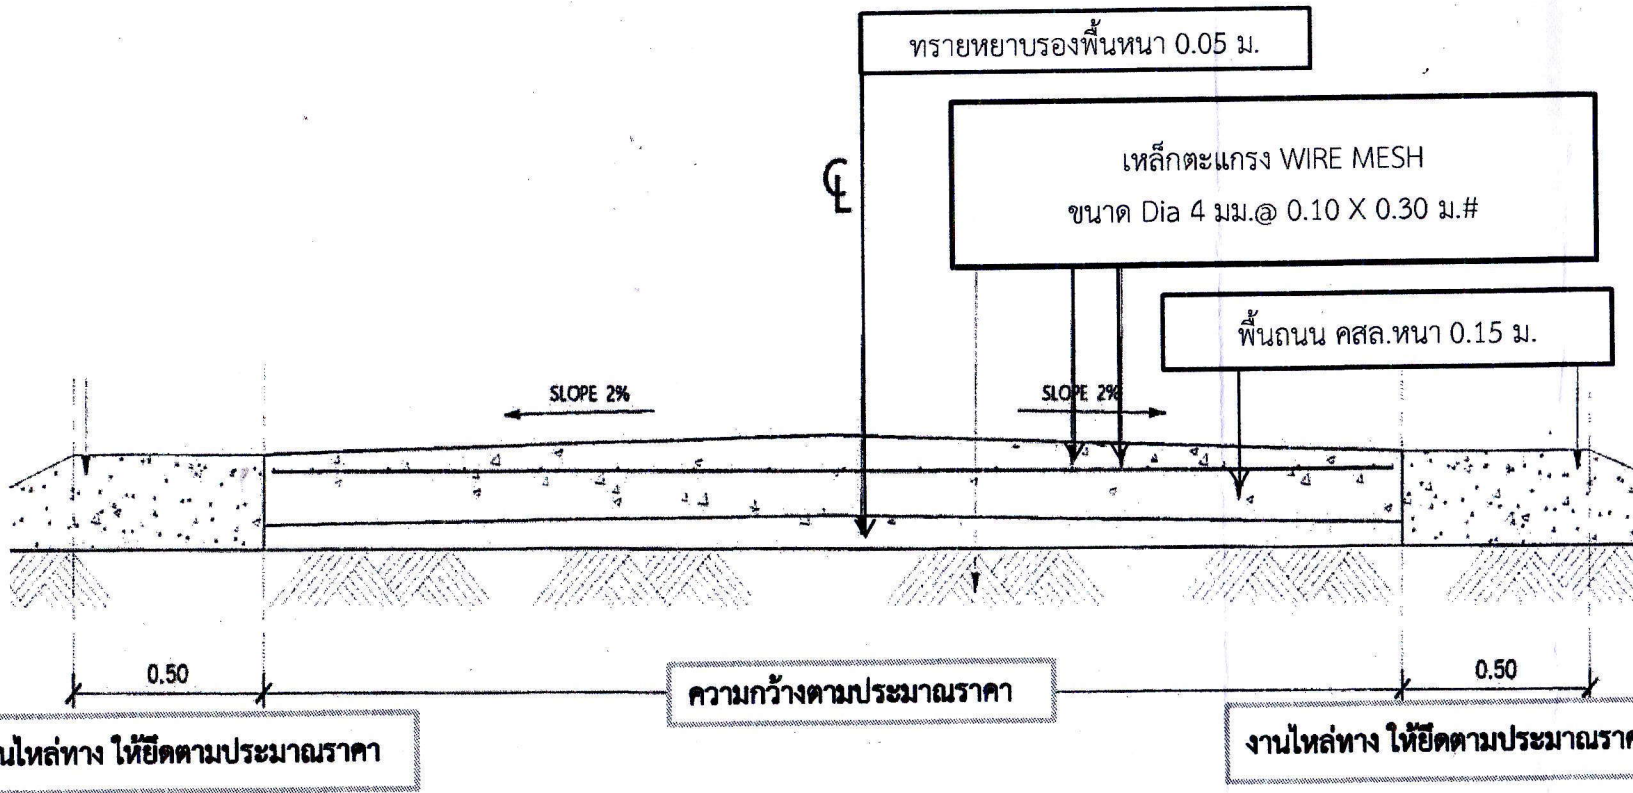 ทรายหยาบรองพื้นหนา 0.05 ม.
เหล็กตะแกรง WIRE MESH
ขนาด Dia 4 มม.@ 0.10 X 0.30 ม.#
℄
พื้นถนน คสล.หนา 0.15 ม.
SLOPE 2%
SLOPE 2%
0.50
ความกว้างตามประมาณราคา
0.50
นไหล่ทาง ให้ยึดตามประมาณราคา
งานไหล่ทาง ให้ยึดตามประมาณราค